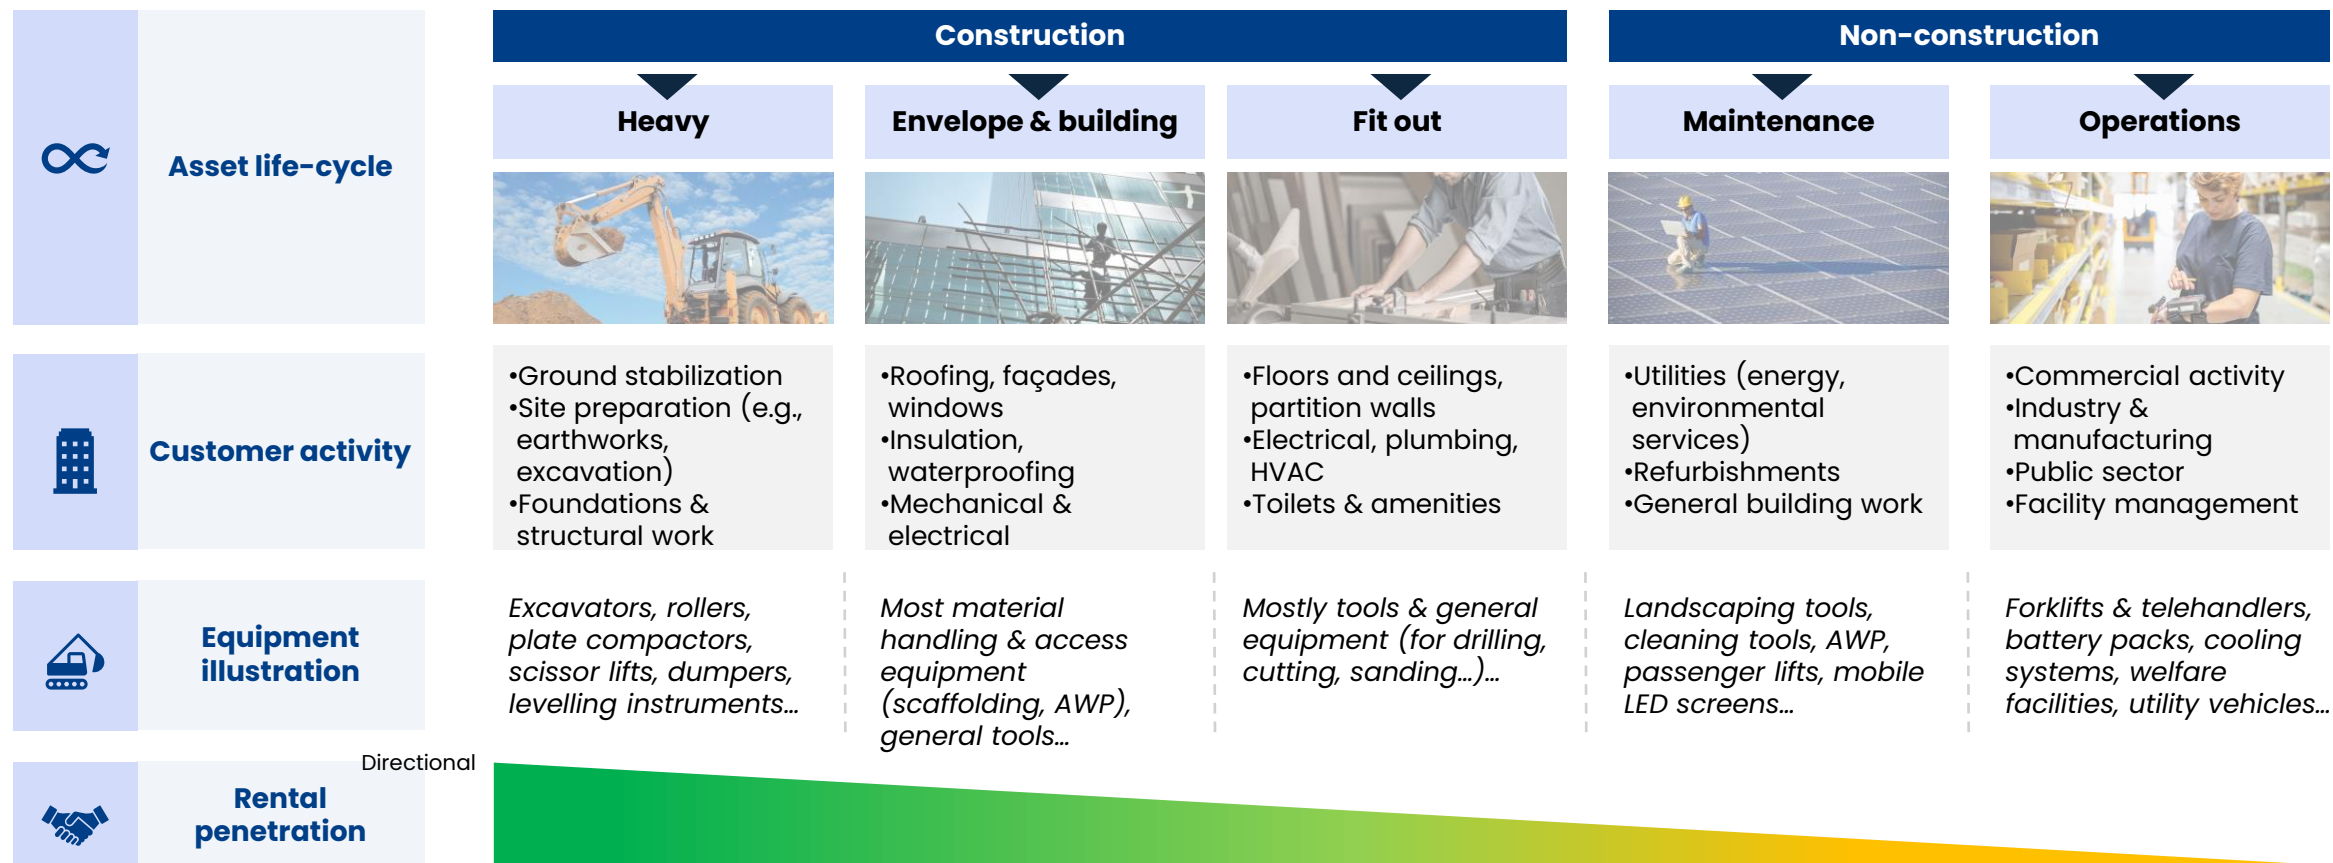 Construction
Non-construction
Asset life-cycle
Heavy
Envelope & building
Fit out
Maintenance
Operations
Customer activity
•Ground stabilization
•Site preparation (e.g.,
earthworks,
excavation)
•Foundations &
structural work
•Roofing, façades,
windows
•Insulation,
waterproofing
•Mechanical &
electrical
•Floors and ceilings,
partition walls
•Electrical, plumbing,
HVAC
•Toilets & amenities
•Utilities (energy,
environmental
services)
•Refurbishments
•General building work
•Commercial activity
•Industry &
manufacturing
•Public sector
•Facility management
Equipment
illustration
Excavators, rollers,
plate compactors,
scissor lifts, dumpers,
levelling instruments…
Most material
handling & access
equipment
(scaffolding, AWP),
general tools…
Mostly tools & general
equipment (for drilling,
cutting, sanding…)…
Landscaping tools,
cleaning tools, AWP,
passenger lifts, mobile
LED screens…
Forklifts & telehandlers,
battery packs, cooling
systems, welfare
facilities, utility vehicles…
Directional
Rental
penetration